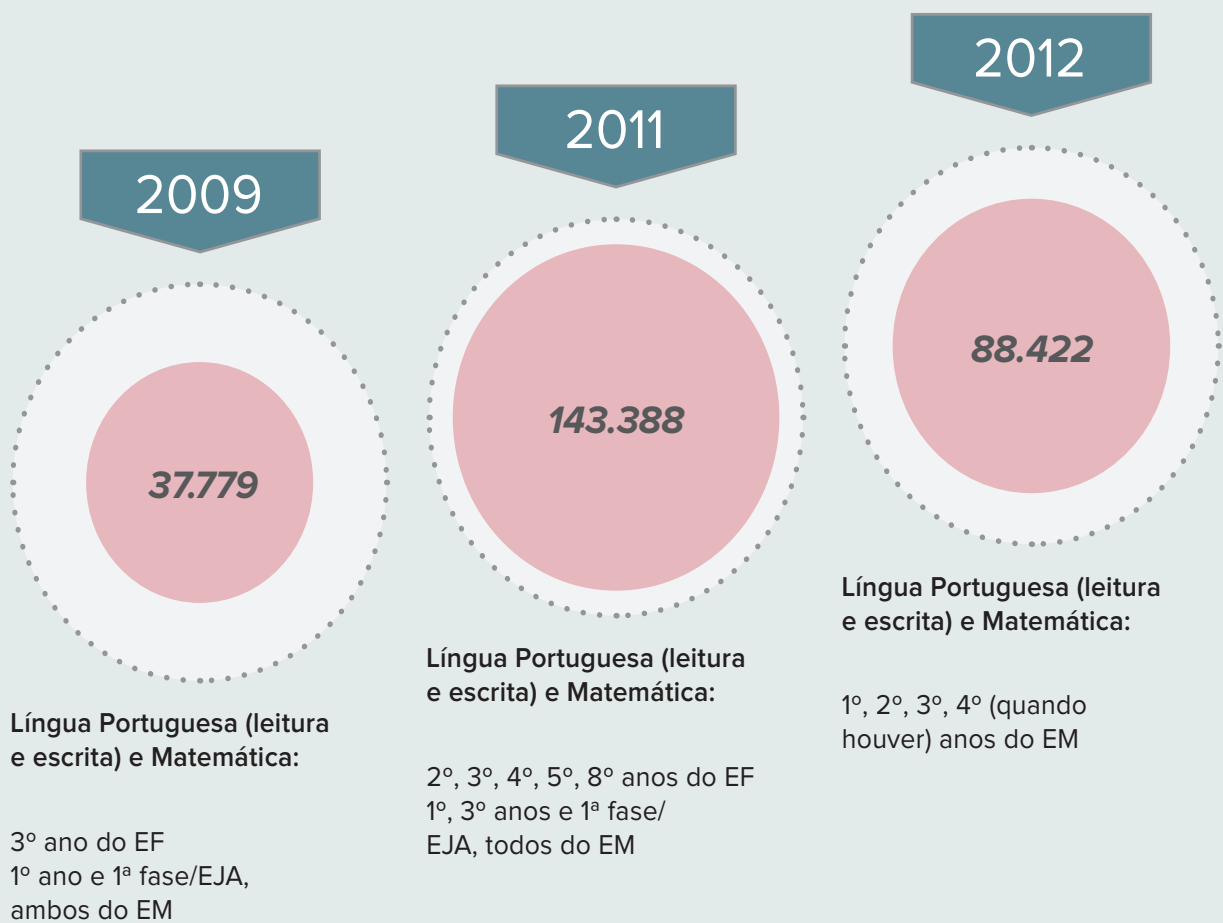 2009
37.779
Língua Portuguesa (leitura
e escrita) e Matemática:
3º ano do EF
1º ano e 1ª fase/EJA,
ambos do EM
2011
143.388
Língua Portuguesa (leitura
e escrita) e Matemática:
2º, 3º, 4º, 5º, 8º anos do EF
1º, 3º anos e 1ª fase/
EJA, todos do EM
2012
88.422
Língua Portuguesa (leitura
e escrita) e Matemática:
1º, 2º, 3º, 4º (quando
houver) anos do EM